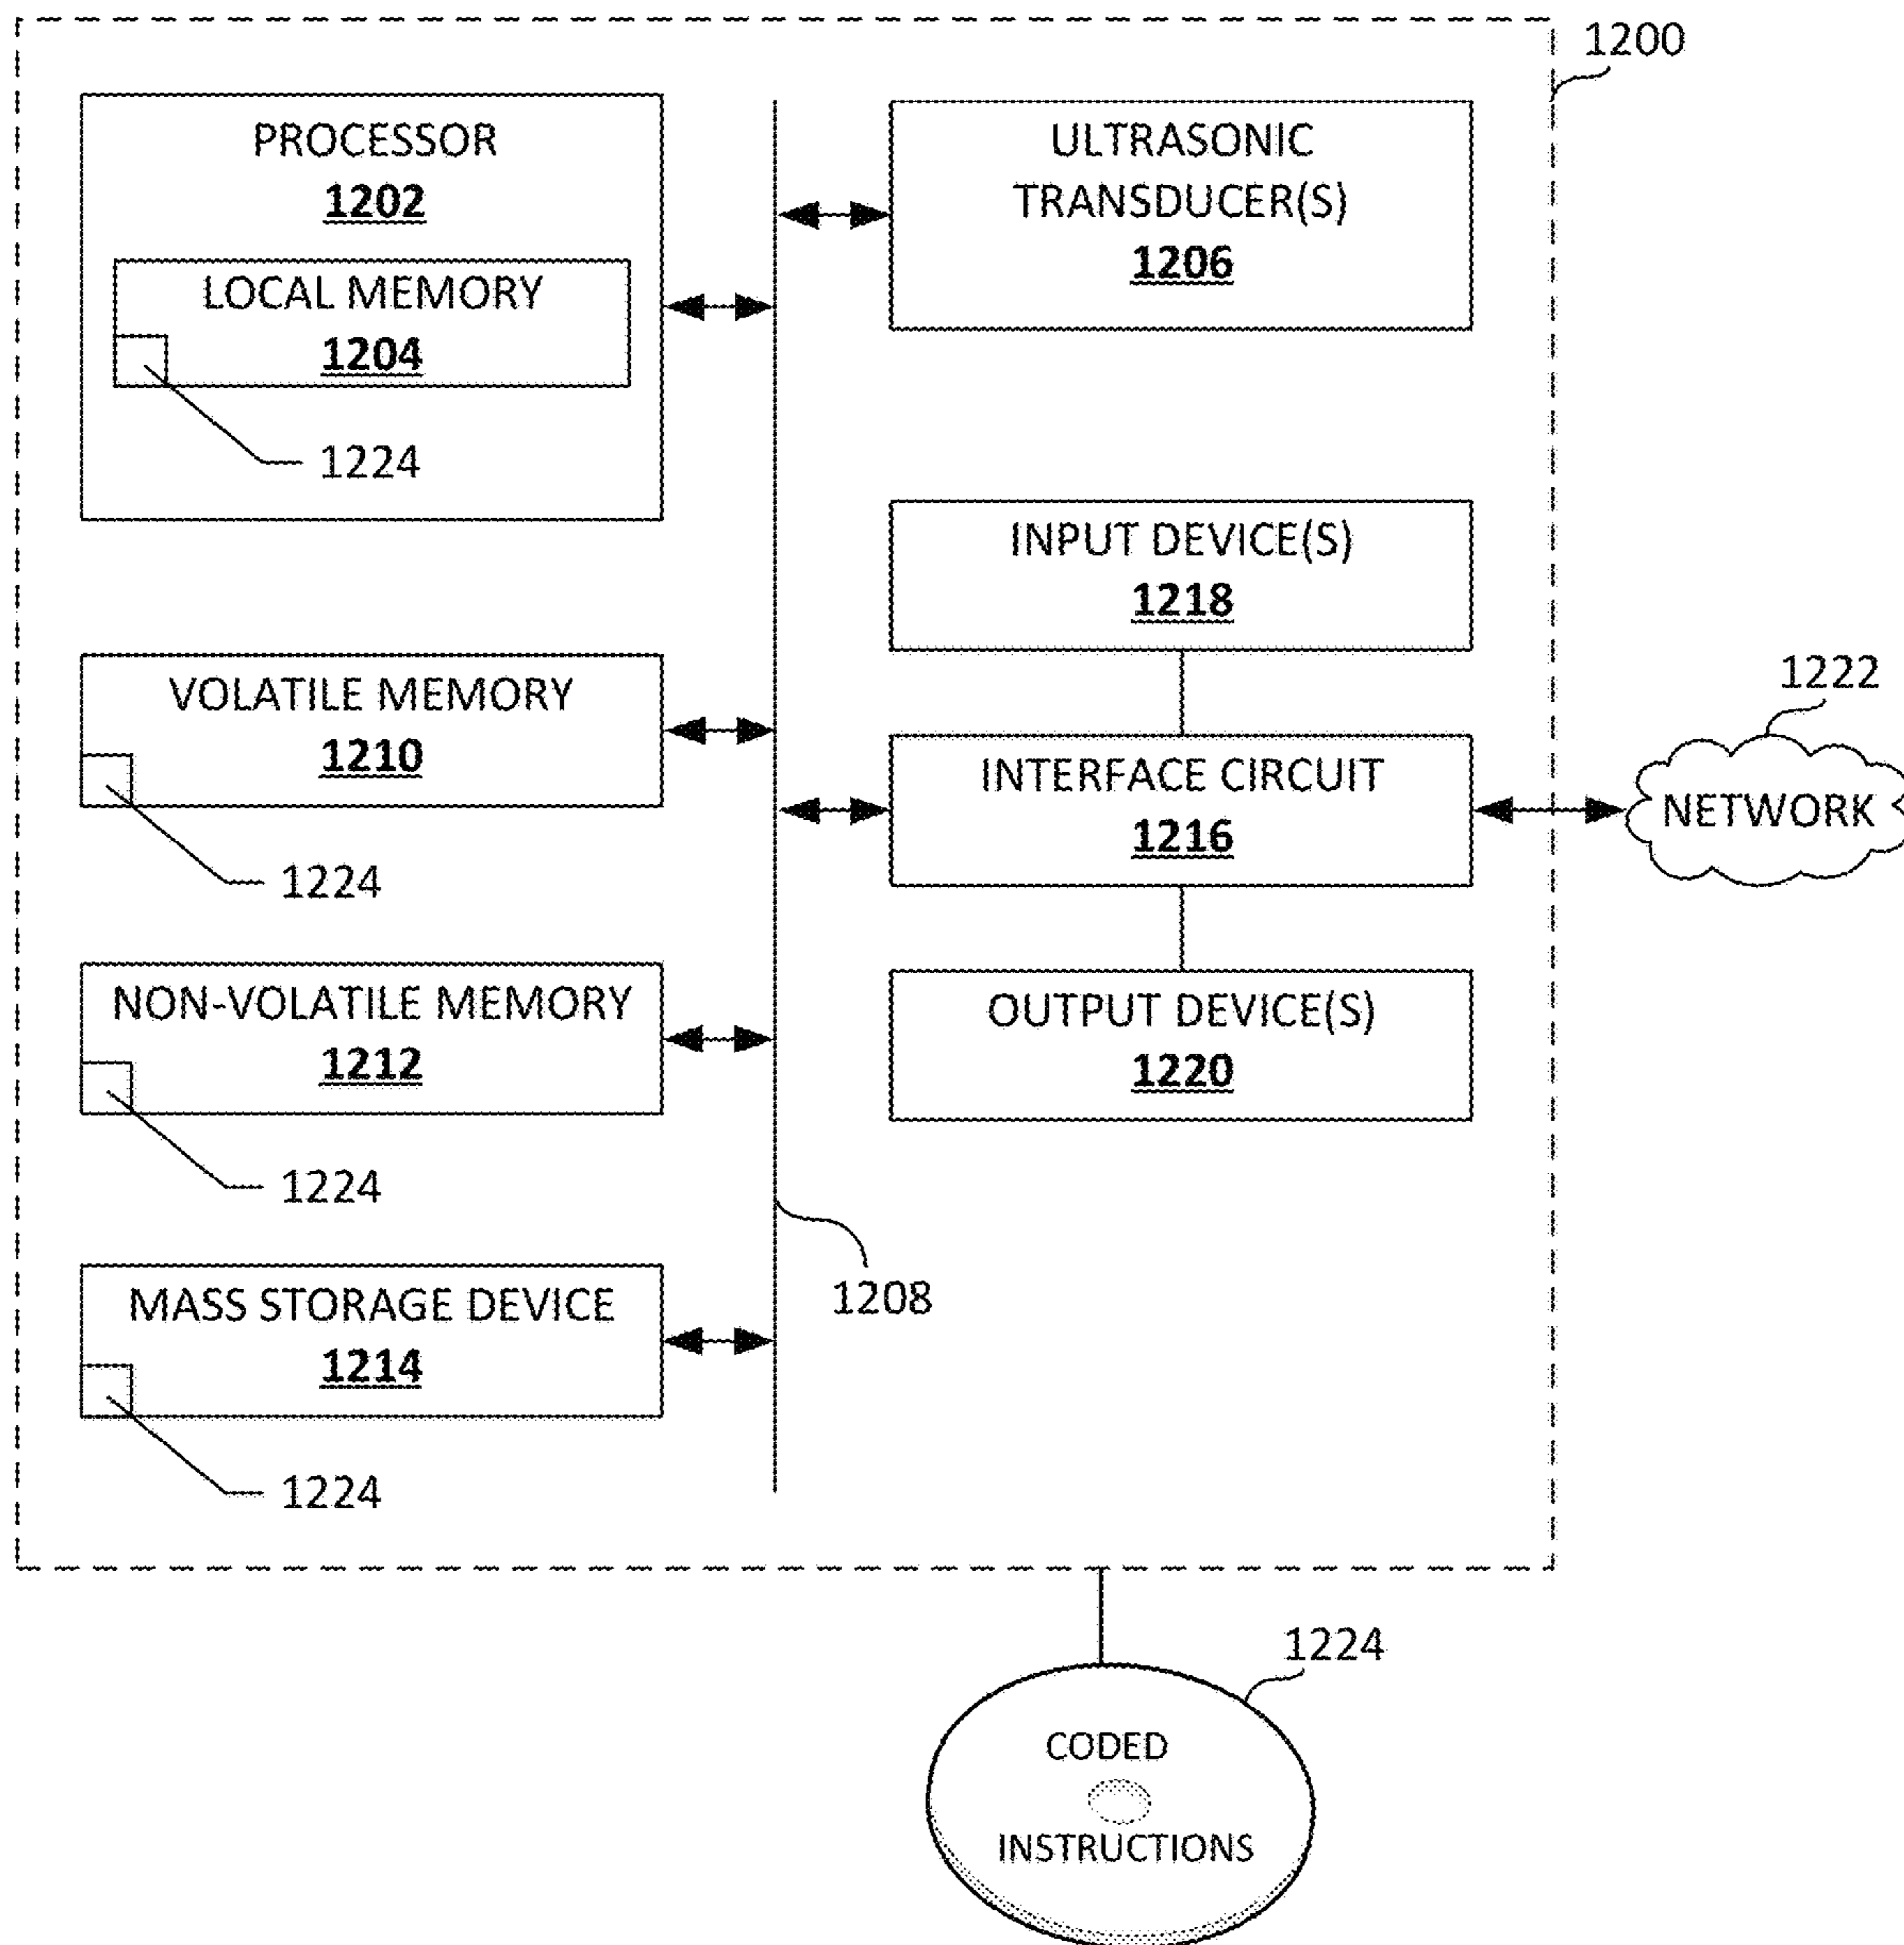 1200
PROCESSOR
1202
LOCAL MEMORY
1204
1224
ULTRASONIC
TRANSDUCER(S)
1206
INPUT DEVICE(S)
1218
VOLATILE MEMORY
1210
1224
INTERFACE CIRCUIT
1216
1222
NETWORK
NON-VOLATILE MEMORY
1212
1224
OUTPUT DEVICE(S)
1220
MASS STORAGE DEVICE
1214
1224
1208
1224
CODED
INSTRUCTIONS